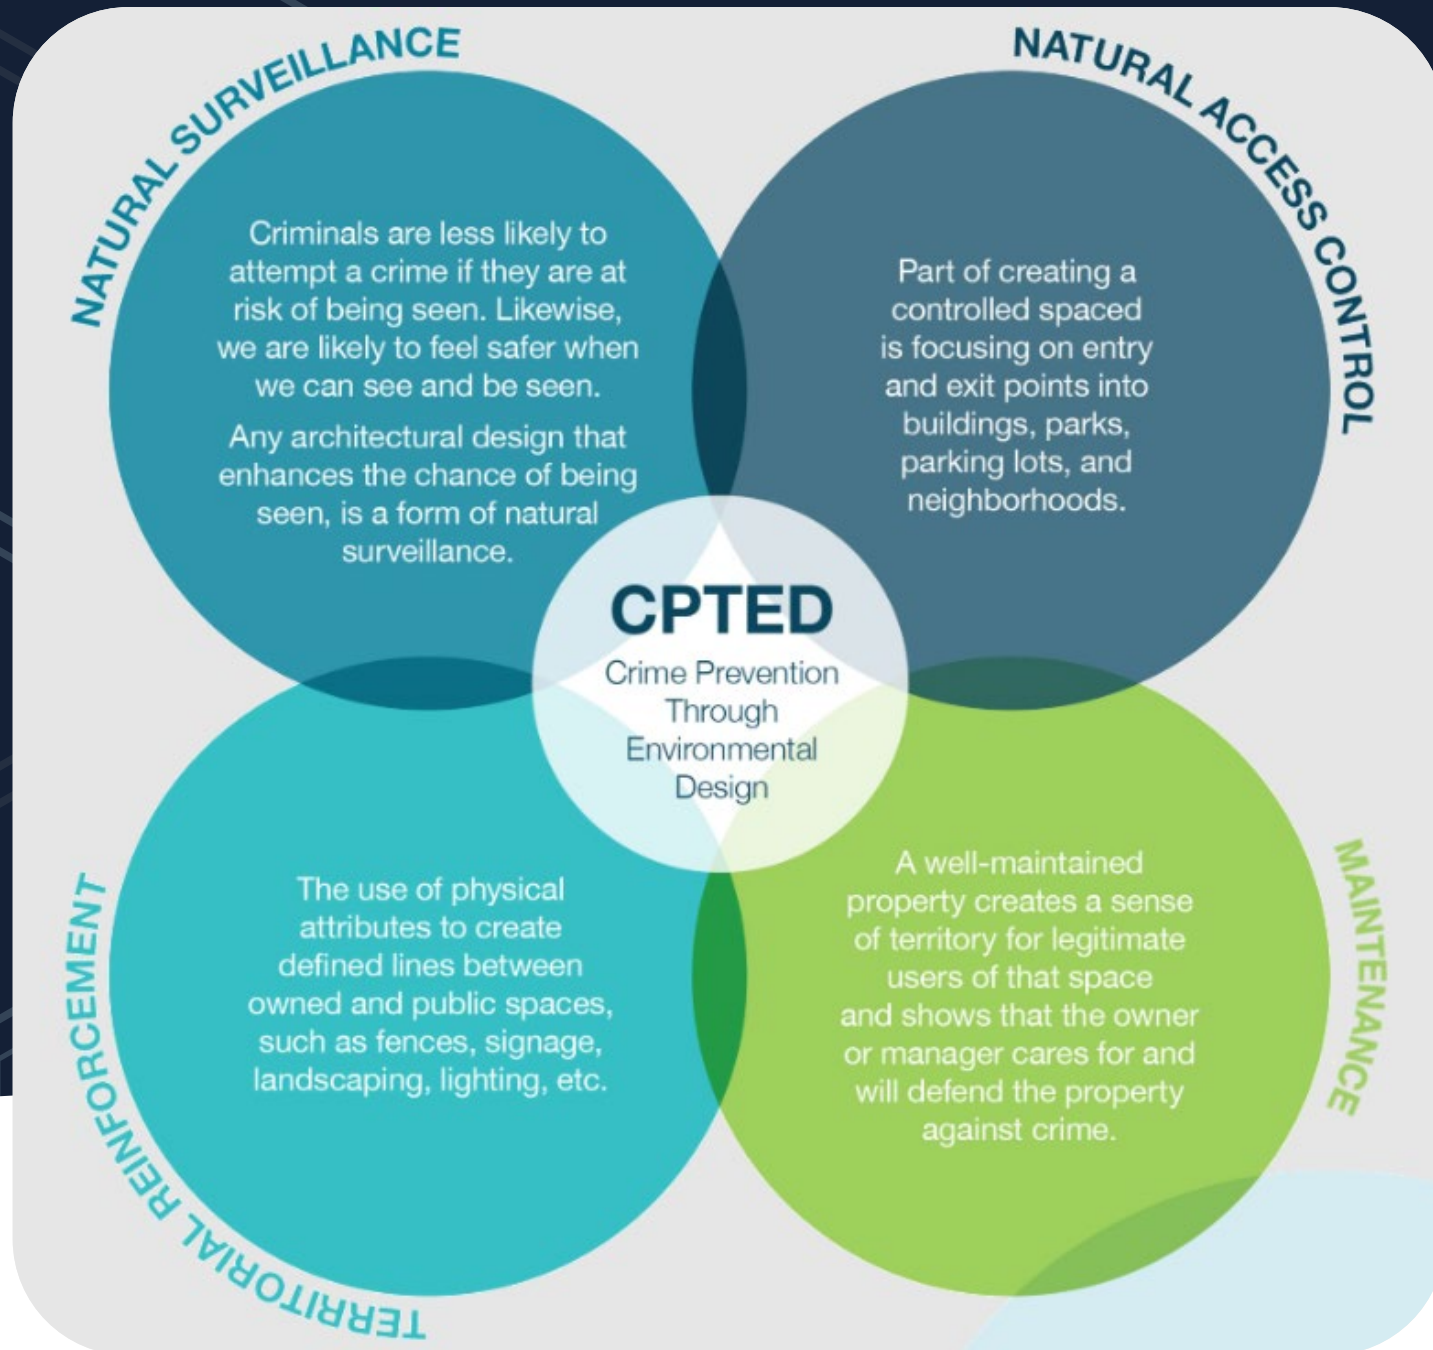 NATURAL SURVEILLANCE
Criminals are less likely to
attempt a crime if they are at
risk of being seen. Likewise,
we are likely to feel safer when
we can see and be seen.
Any architectural design that
enhances the chance of being
seen, is a form of natural
surveillance.
NATURAL ACCESS CONTROL
Part of creating a
controlled spaced
is focusing on entry
and exit points into
buildings, parks,
parking lots, and
neighborhoods.
CPTED
Crime Prevention
Through
Environmental
Design
TERRITORIAL REINFORCEMENT
The use of physical
attributes to create
defined lines between
owned and public spaces,
such as fences, signage,
landscaping, lighting, etc.
MAINTENANCE
A well-maintained
property creates a sense
of territory for legitimate
users of that space
and shows that the owner
or manager cares for and
will defend the property
against crime.